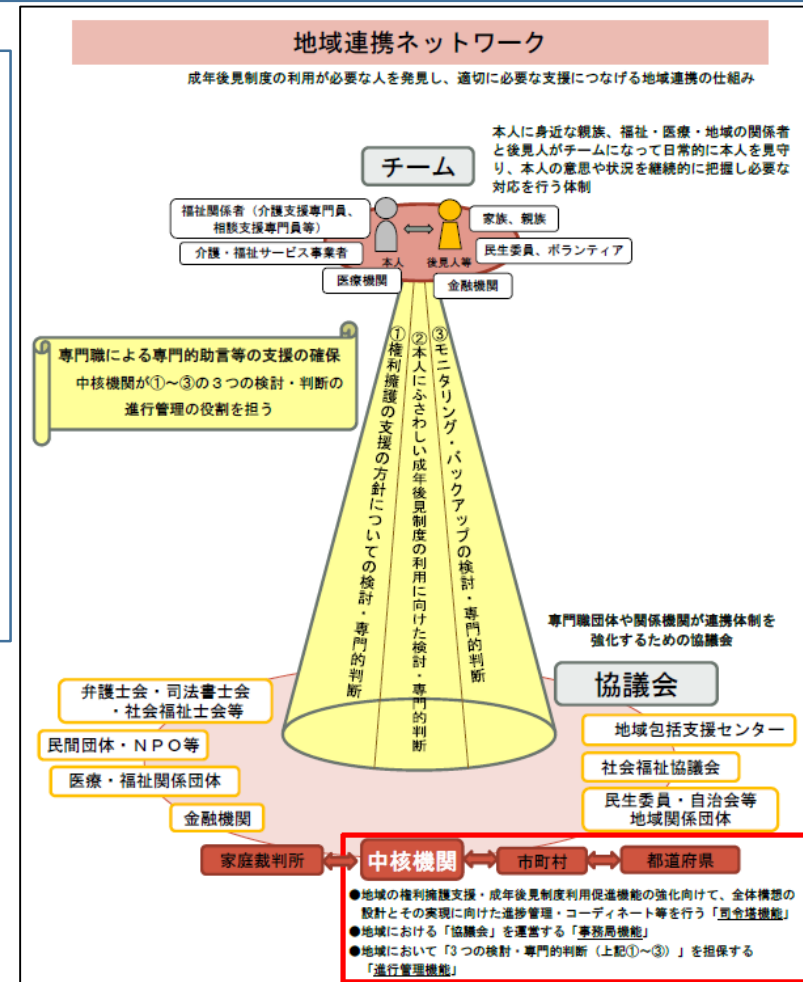 地域連携ネットワーク
成年後見制度の利用が必要な人を発見し、適切に必要な支援につなげる地域連携の仕組み
本人に身近な親族、福祉・医療・地域の関係者
と後見人がチームになって日常的に本人を見守
り、本人の意思や状況を継続的に把握し必要な
対応を行う体制
チーム
福祉関係者（介護支援専門員、
相談支援専門員等）
介護・福祉サービス事業者
医療機関
本人
後見人等
家族、親族
民生委員、ボランティア
金融機関
専門職による専門的助言等の支援の確保
中核機関が①～③の３つの検討・判断の
進行管理の役割を担う
①権利擁護の支援の方針についての検討・専門的判断
②本人にふさわしい成年後見制度の利用に向けた検討・専門的判断
③モニタリング・バックアップの検討・専門的判断
専門職団体や関係機関が連携体制を
強化するための協議会
協議会
弁護士会・司法書士会
・社会福祉士会等
民間団体・ＮＰＯ等
医療・福祉関係団体
金融機関
地域包括支援センター
社会福祉協議会
民生委員・自治会等
地域関係団体
家庭裁判所
中核機関
市町村
都道府県
●地域の権利擁護支援・成年後見制度利用促進機能の強化向けて、全体構想の
設計とその実現に向けた進捗管理・コーディネート等を行う「司令塔機能」
●地域における「協議会」を運営する「事務局機能」
●地域において「3つの検討・専門的判断（上記①～③）」を担保する
「進行管理機能」